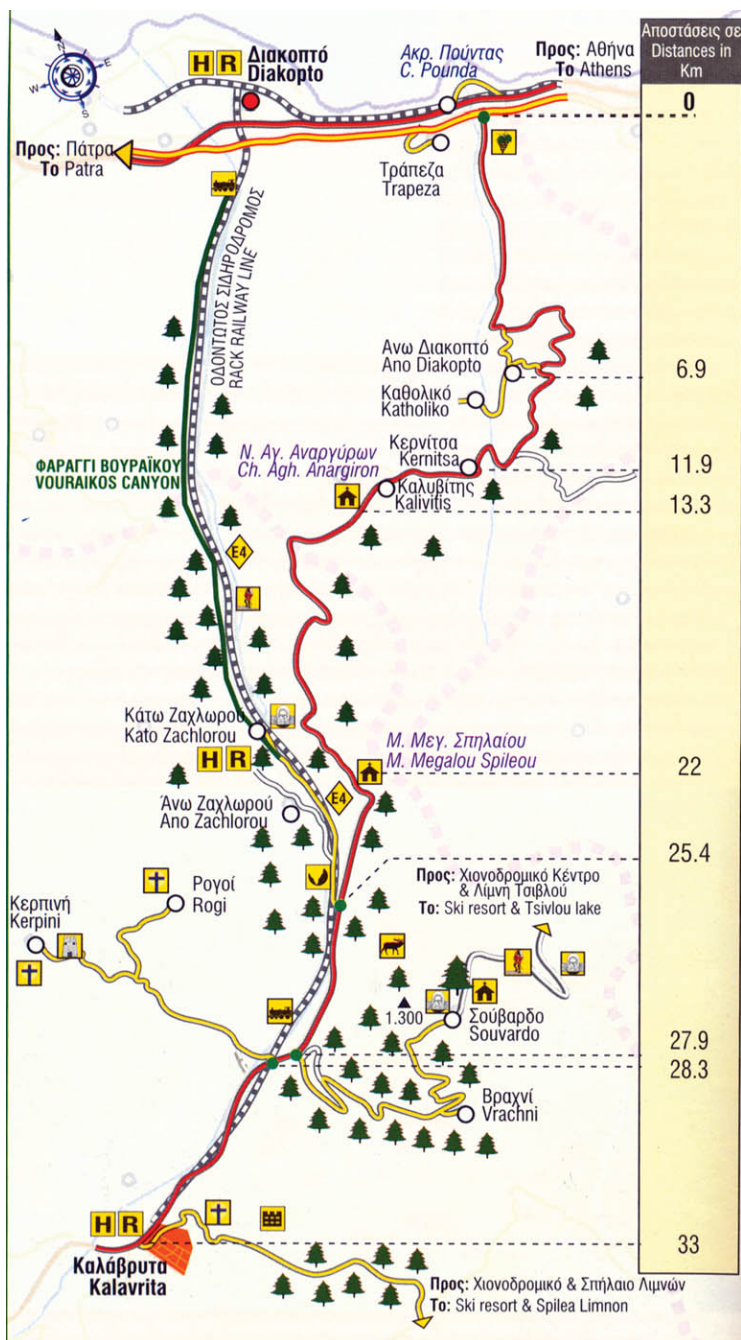 Αποστάσεις σε
Distances in
Km
N
E
S
W
H R
Διακοπτό
Diakopto
Ακρ. Πούντας
C. Pounda
Προς: Αθήνα
To Athens
0
Προς: Πάτρα
To Patra
Τράπεζα
Trapeza
ΟΔΟΝΤΩΤΟΣ ΣΙΔΗΡΟΔΡΟΜΟΣ
RACK RAILWAY LINE
Ανω Διακοπτό
Ano Diakopto
6.9
Καθολικό
Katholiko
ΦΑΡΑΓΓΙ ΒΟΥΡΑΪΚΟΥ
VOURAIKOS CANYON
Ν. Αγ. Αναργύρων
Ch. Agh. Anargiron
Κερνίτσα
Kernitsa
11.9
Καλυβίτης
Kalivitis
13.3
E4
Κάτω Ζαχλωρού
Kato Zachlorou
H R
Μ. Μεγ. Σπηλαίου
M. Megalou Spileou
22
E4
Άνω Ζαχλωρού
Ano Zachlorou
25.4
Προς: Χιονοδρομικό Κέντρο
& Λίμνη Τσιβλού
To: Ski resort & Tsivlou lake
Ρογοί
Rogi
Κερπινή
Kerpini
1.300
Σούβαρδο
Souvardo
27.9
28.3
Βραχνί
Vrachni
H R
Καλάβρυτα
Kalavrita
33
Προς: Χιονοδρομικό & Σπήλαιο Λιμνών
To: Ski resort & Spilea Limnon